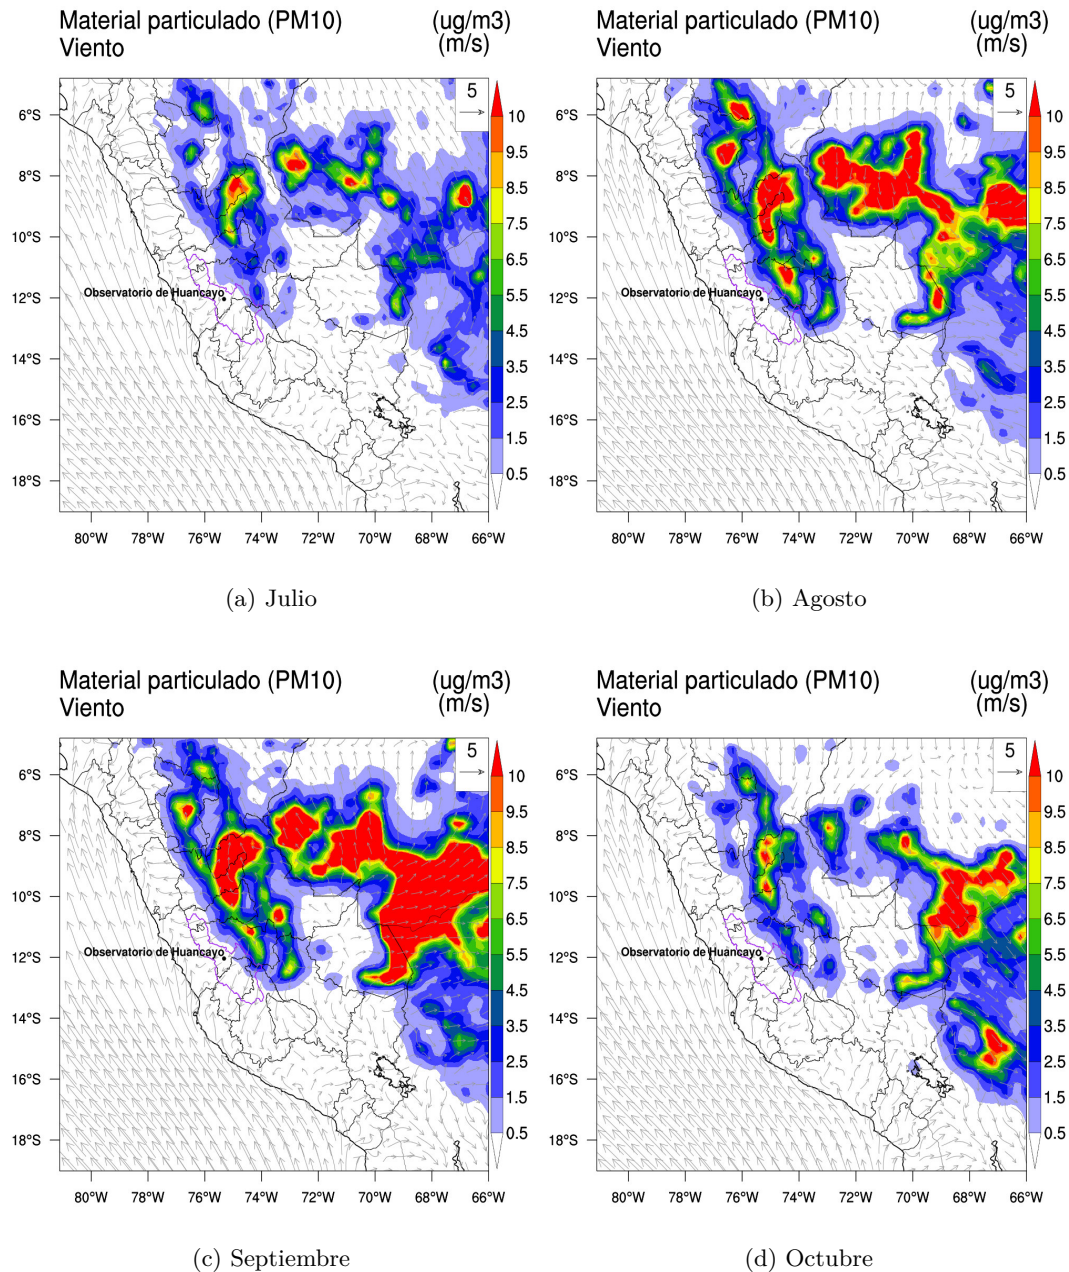 Material particulado (PM10) (ug/m3)
Viento (m/s)
5
6°S
8°S
10°S
12°S
14°S
16°S
18°S
80°W 78°W 76°W 74°W 72°W 70°W 68°W 66°W
Observatorio de Huancayo
10
9.5
8.5
7.5
6.5
5.5
4.5
3.5
2.5
1.5
0.5
(a) Julio
Material particulado (PM10) (ug/m3)
Viento (m/s)
5
6°S
8°S
10°S
12°S
14°S
16°S
18°S
80°W 78°W 76°W 74°W 72°W 70°W 68°W 66°W
Observatorio de Huancayo
10
9.5
8.5
7.5
6.5
5.5
4.5
3.5
2.5
1.5
0.5
(b) Agosto
Material particulado (PM10) (ug/m3)
Viento (m/s)
5
6°S
8°S
10°S
12°S
14°S
16°S
18°S
80°W 78°W 76°W 74°W 72°W 70°W 68°W 66°W
Observatorio de Huancayo
10
9.5
8.5
7.5
6.5
5.5
4.5
3.5
2.5
1.5
0.5
(c) Septiembre
Material particulado (PM10) (ug/m3)
Viento (m/s)
5
6°S
8°S
10°S
12°S
14°S
16°S
18°S
80°W 78°W 76°W 74°W 72°W 70°W 68°W 66°W
Observatorio de Huancayo
10
9.5
8.5
7.5
6.5
5.5
4.5
3.5
2.5
1.5
0.5
(d) Octubre